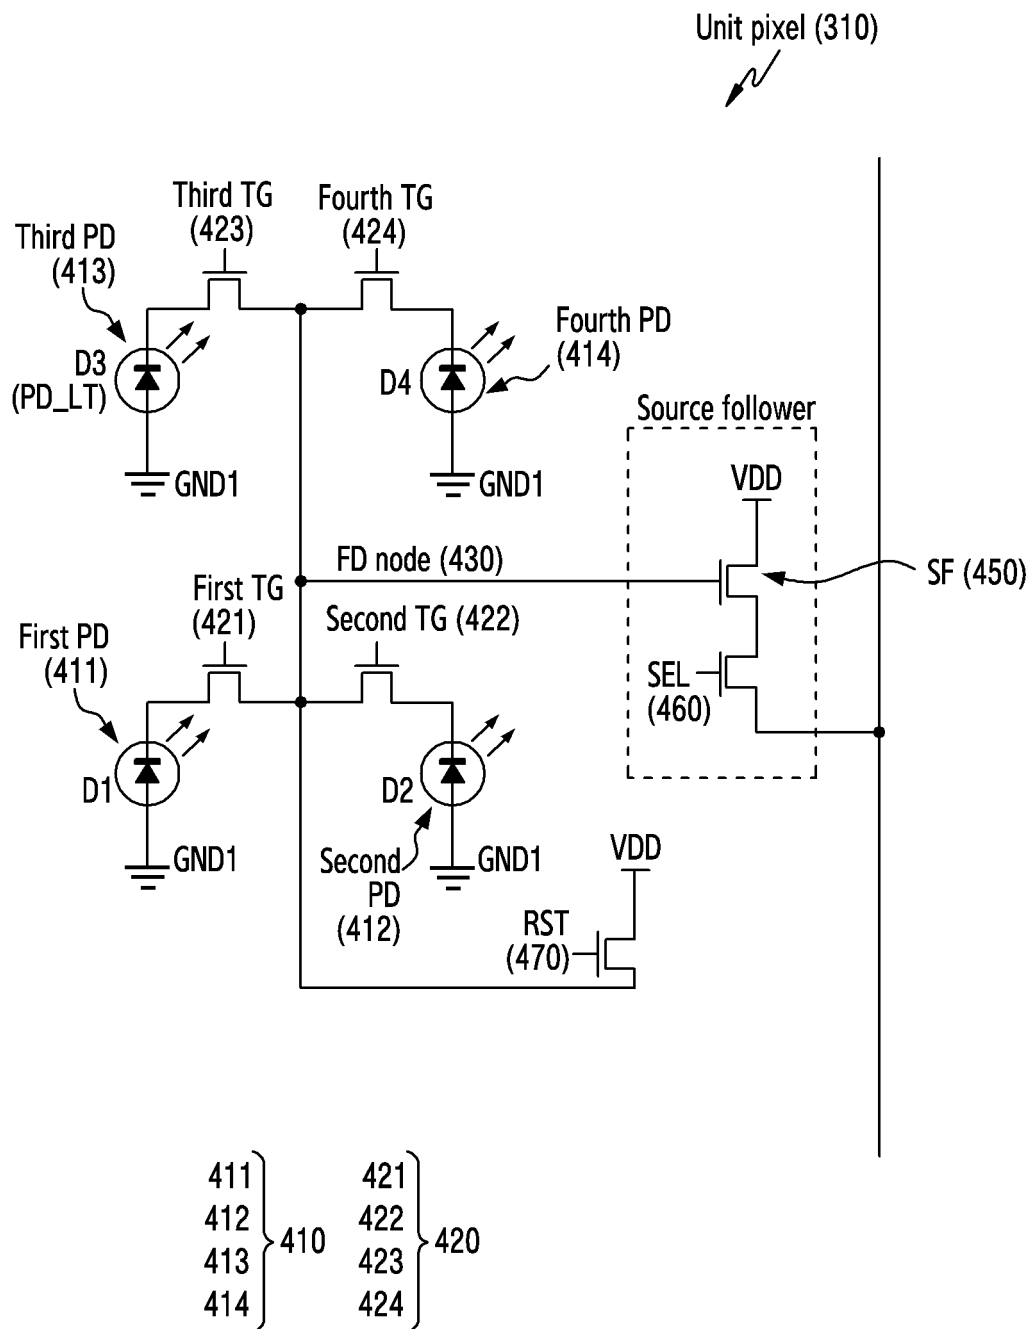 Unit pixel (310)
Third TG
(423)
Fourth TG
(424)
Third PD
(413)
Fourth PD
(414)
D3
(PD_LT)
D4
GND1
GND1
Source follower
VDD
FD node (430)
SF (450)
First TG
(421)
Second TG (422)
First PD
(411)
SEL
(460)
D1
D2
GND1
GND1
Second
PD
(412)
VDD
RST
(470)
411
412
413
414
410
421
422
423
424
420